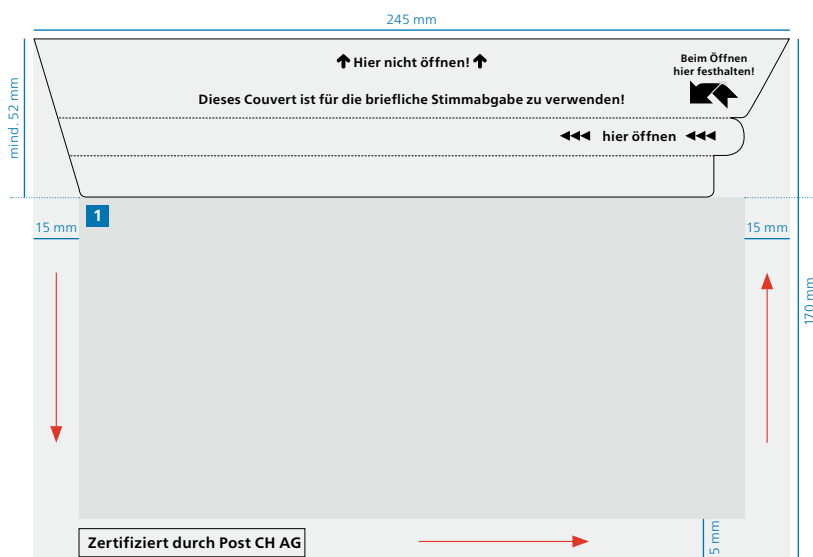 245 mm
Hier nicht öffnen!
Beim Öffnen
hier festhalten!
mind. 52 mm
Dieses Couvert ist für die briefliche Stimmabgabe zu verwenden!
hier öffnen
1
15 mm
15 mm
170 mm
5 mm
Zertifiziert durch Post CH AG